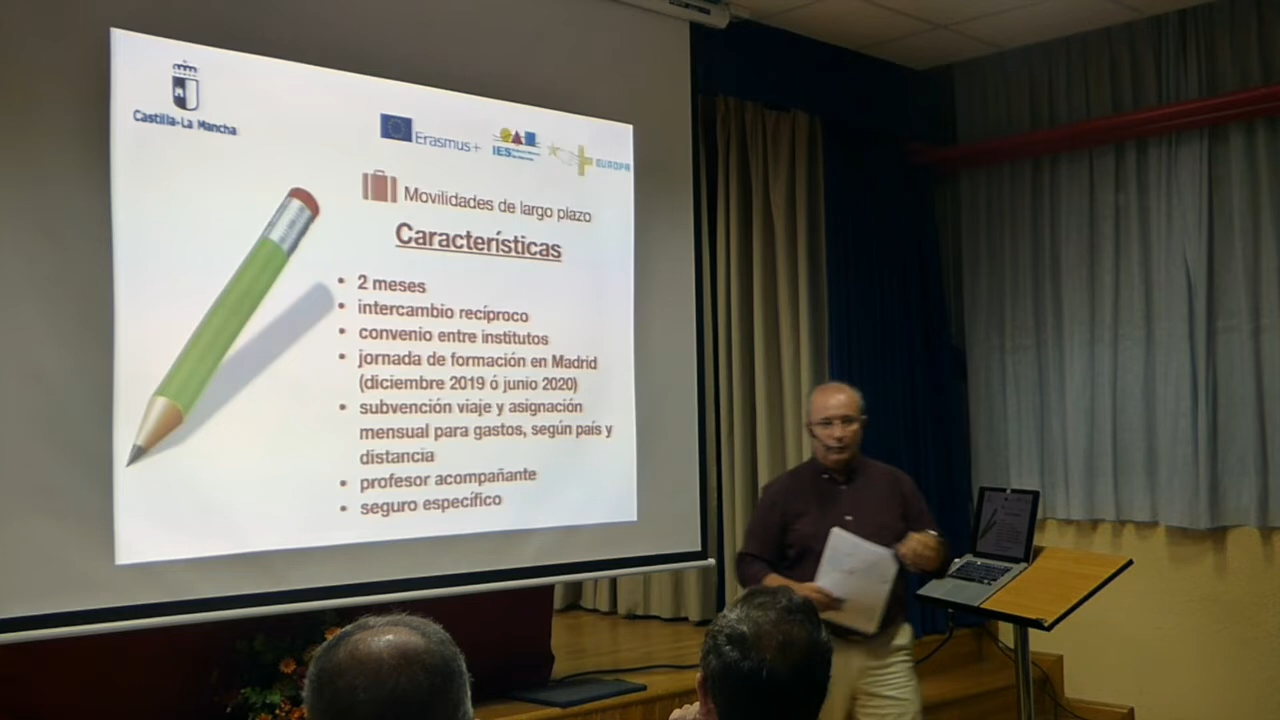 Castilla-La Mancha
Erasmus+
IES
EUROPA
Movilidades de largo plazo
Características
• 2 meses
• intercambio recíproco
• convenio entre institutos
• jornada de formación en Madrid
(diciembre 2019 ó junio 2020)
• subvención viaje y asignación
mensual para gastos, según país y
distancia
• profesor acompañante
• seguro específico